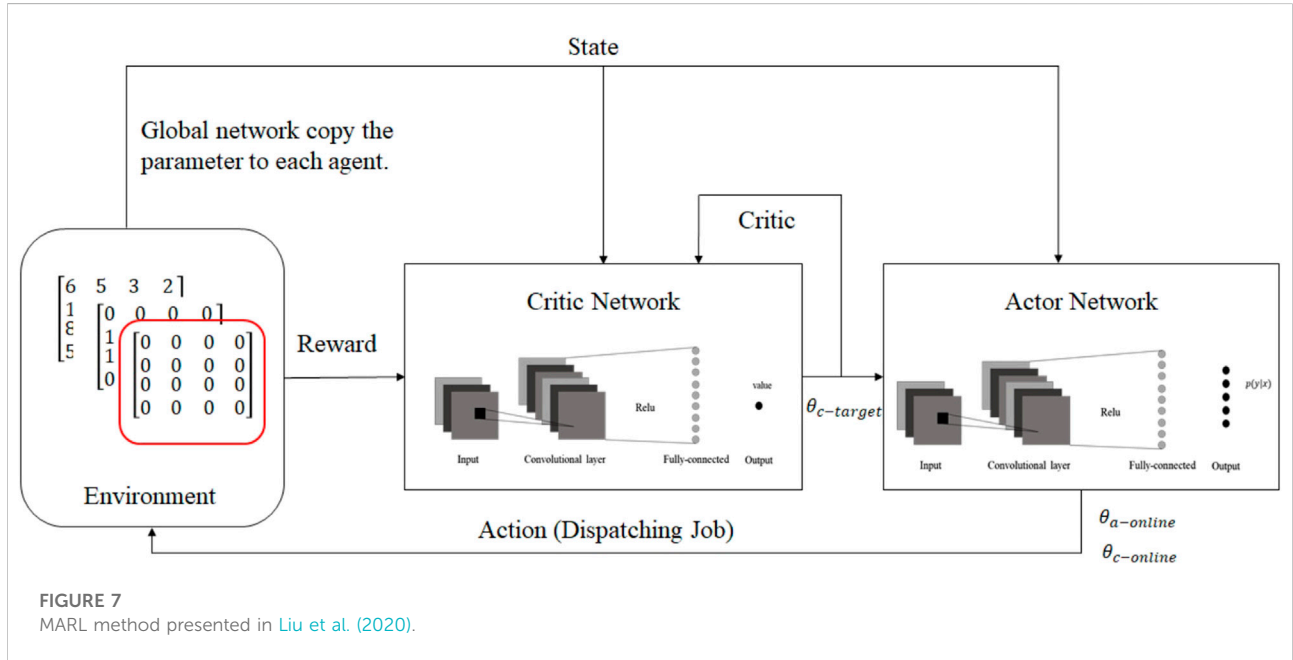 State
Global network copy the
parameter to each agent.
Critic
6 5 3 2
1
8
5
0 0 0 0
1
1
0
0 0 0 0
0 0 0 0
0 0 0 0
0 0 0 0
Environment
Reward
Critic Network
Relu
value
Input
Convolutional layer
Fully-connected
Output
θc-target
Actor Network
Relu
p(y|x)
Input
Convolutional layer
Fully-connected
Output
Action (Dispatching Job)
θa-online
θc-online
FIGURE 7
MARL method presented in Liu et al. (2020).